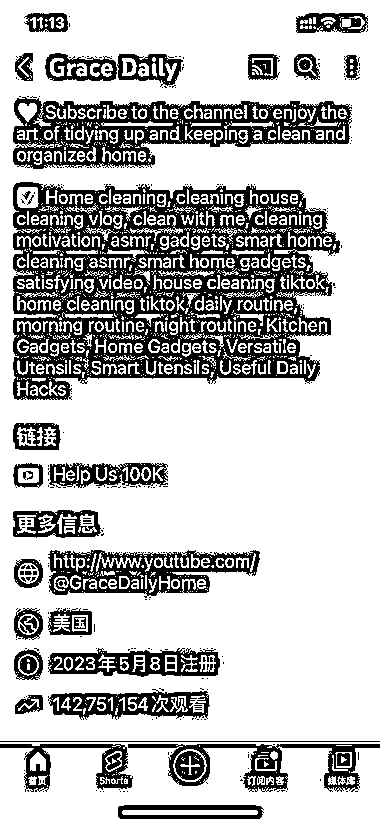 11:13
Grace Daily
Subscribe to the channel to enjoy the
art of tidying up and keeping a clean and
organized home.
Home cleaning, cleaning house,
cleaning vlog, clean with me, cleaning
motivation, asmr, gadgets, smart home,
cleaning asmr, smart home gadgets,
satisfying video, house cleaning tiktok,
home cleaning tiktok, daily routine,
morning routine, night routine, Kitchen
Gadgets, Home Gadgets, Versatile
Utensils, Smart Utensils, Useful Daily
Hacks
链接
Help Us 100K
更多信息
http://www.youtube.com/
@GraceDailyHome
美国
2023年5月8日注册
142,751,154次观看
首页 Shorts 订阅内容 媒体库